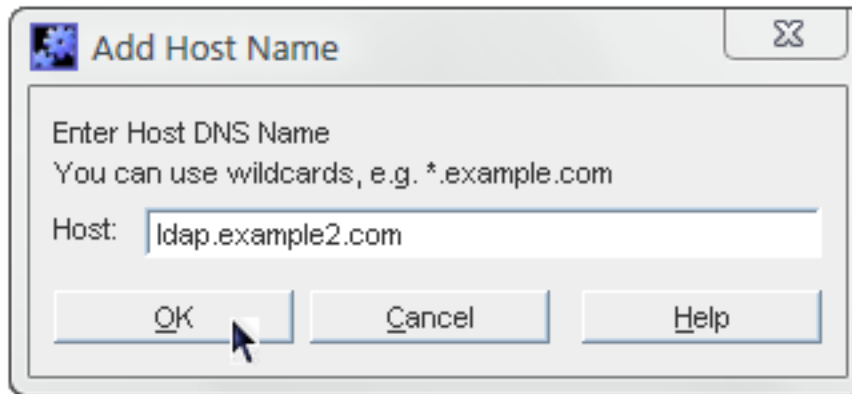 Add Host Name
Enter Host DNS Name
You can use wildcards, e.g. *.example.com
Host: ldap.example2.com
OK Cancel Help